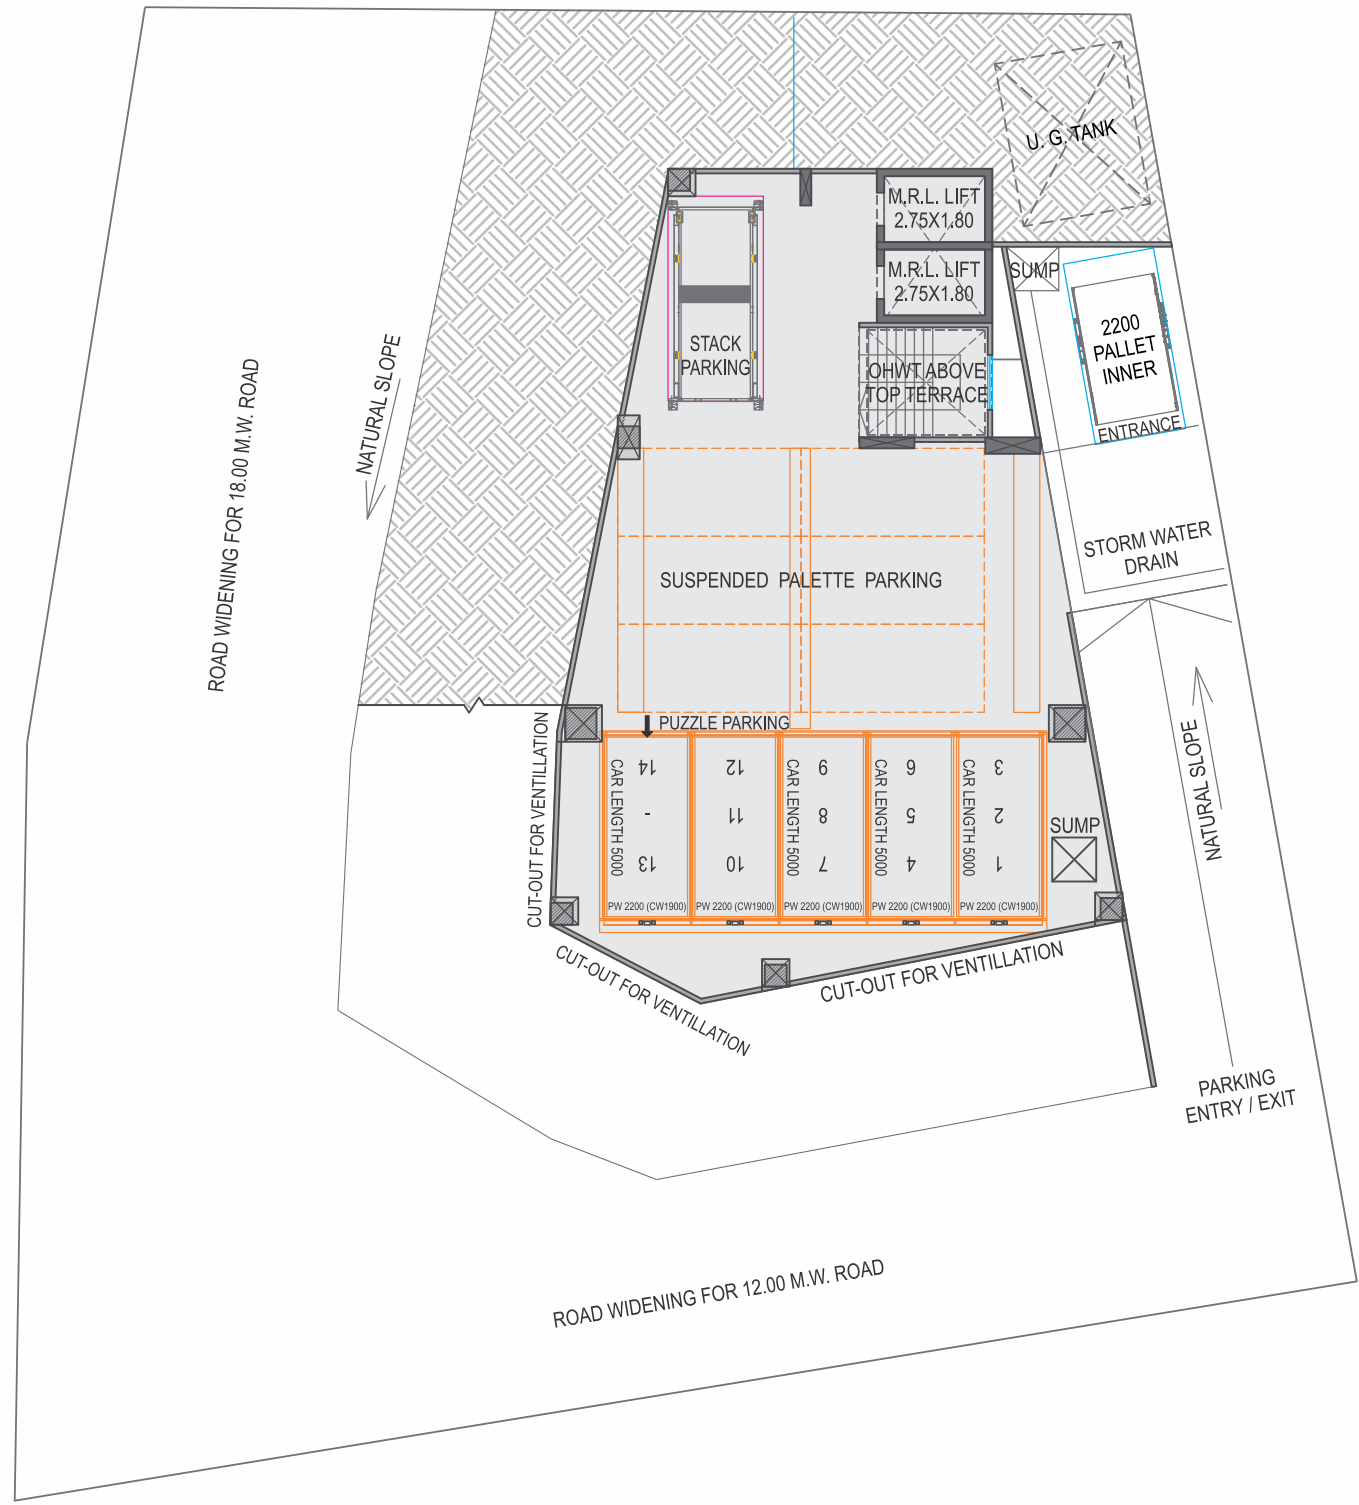 U. G. TANK
M.R.L. LIFT
2.75X1.80
M.R.L. LIFT
2.75X1.80
SUMP
2200
PALLET
INNER
ENTRANCE
STACK
PARKING
OHWT ABOVE
TOP TERRACE
NATURAL SLOPE
ROAD WIDENING FOR 18.00 M.W. ROAD
STORM WATER
DRAIN
SUSPENDED PALETTE PARKING
PUZZLE PARKING
CUT-OUT FOR VENTILLATION
14
-
13
CAR LENGTH 5000
PW 2200 (CW1900)
12
11
10
PW 2200 (CW1900)
9
8
7
CAR LENGTH 5000
PW 2200 (CW1900)
6
5
4
CAR LENGTH 5000
PW 2200 (CW1900)
3
2
1
CAR LENGTH 5000
PW 2200 (CW1900)
SUMP
NATURAL SLOPE
CUT-OUT FOR VENTILLATION
CUT-OUT FOR VENTILLATION
PARKING
ENTRY / EXIT
ROAD WIDENING FOR 12.00 M.W. ROAD